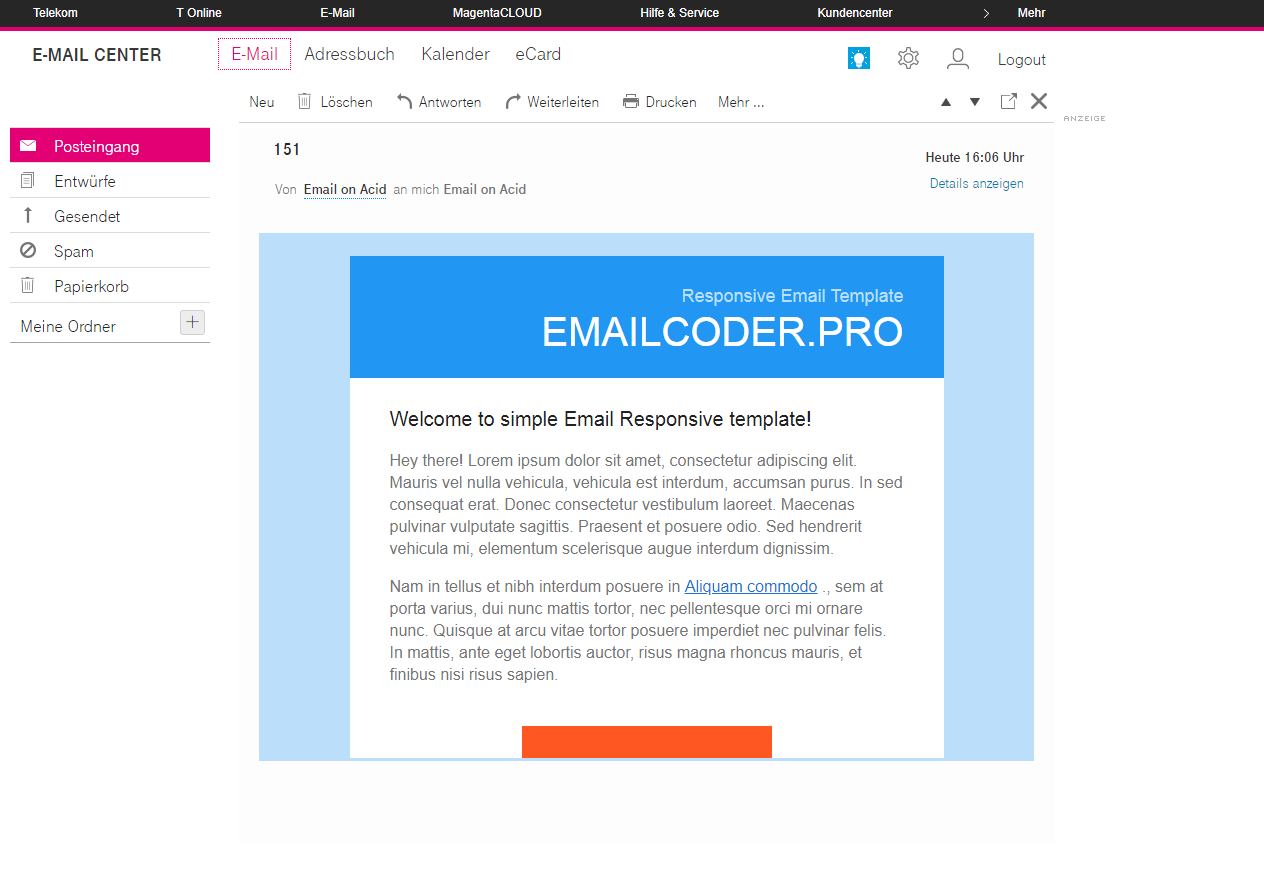 Telekom T Online E-Mail MagentaCLOUD Hilfe & Service Kundencenter Mehr
E-MAIL CENTER E-Mail Adressbuch Kalender eCard Logout
Neu Löschen Antworten Weiterleiten Drucken Mehr ...
ANZEIGE
Posteingang
Entwürfe
Gesendet
Spam
Papierkorb
Meine Ordner
151
Heute 16:06 Uhr
Von Email on Acid an mich Email on Acid
Details anzeigen
Responsive Email Template
EMAILCODER.PRO
Welcome to simple Email Responsive template!
Hey there! Lorem ipsum dolor sit amet, consectetur adipiscing elit.
Mauris vel nulla vehicula, vehicula est interdum, accumsan purus. In sed
consequat erat. Donec consectetur vestibulum laoreet. Maecenas
pulvinar vulputate sagittis. Praesent et posuere odio. Sed hendrerit
vehicula mi, elementum scelerisque augue interdum dignissim.
Nam in tellus et nibh interdum posuere in Aliquam commodo ., sem at
porta varius, dui nunc mattis tortor, nec pellentesque orci mi ornare
nunc. Quisque at arcu vitae tortor posuere imperdiet nec pulvinar felis.
In mattis, ante eget lobortis auctor, risus magna rhoncus mauris, et
finibus nisi risus sapien.